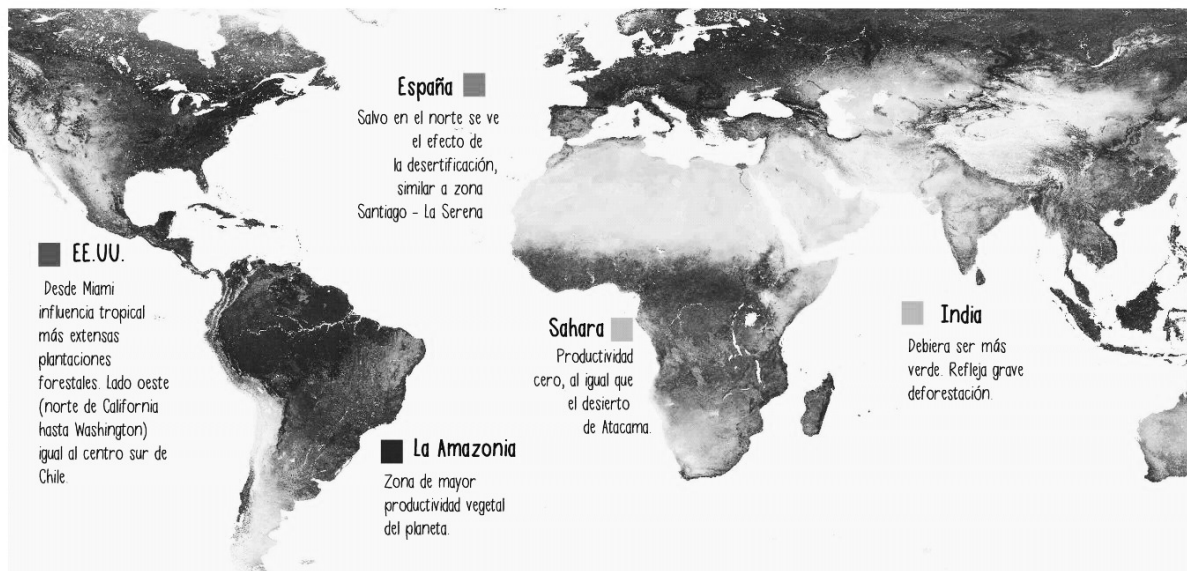 España
Salvo en el norte se ve
el efecto de
la desertificación,
similar a zona
Santiago - La Serena
EE.UU.
Desde Miami
influencia tropical
más extensas
plantaciones
forestales. Lado oeste
(norte de California
hasta Washington)
igual al centro sur de
Chile.
La Amazonia
Zona de mayor
productividad vegetal
del planeta.
Sahara
Productividad
cero, al igual que
el desierto
de Atacama.
India
Debiera ser más
verde. Refleja grave
deforestación.